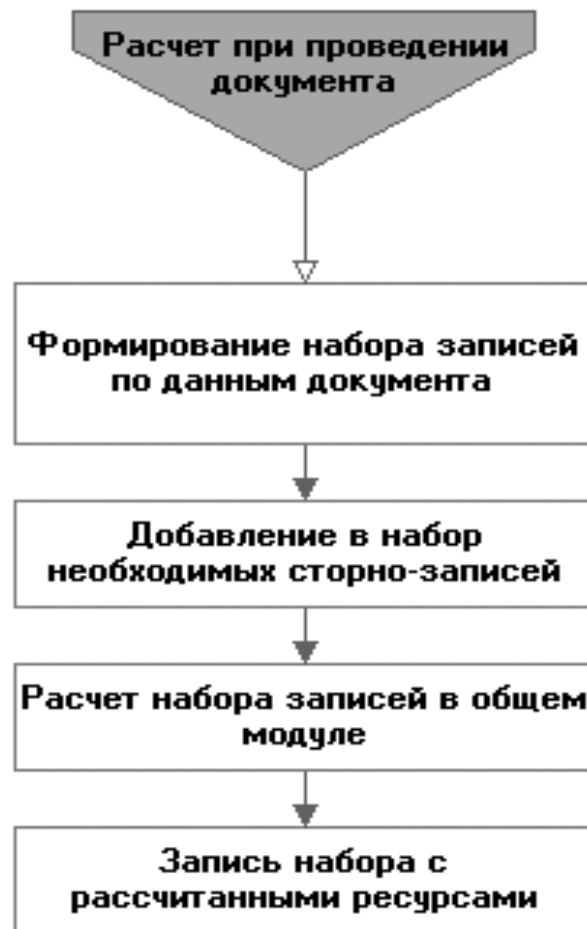 Расчет при проведении
документа
Формирование набора записей
по данным документа
Добавление в набор
необходимых сторно-записей
Расчет набора записей в общем
модуле
Запись набора с
рассчитанными ресурсами